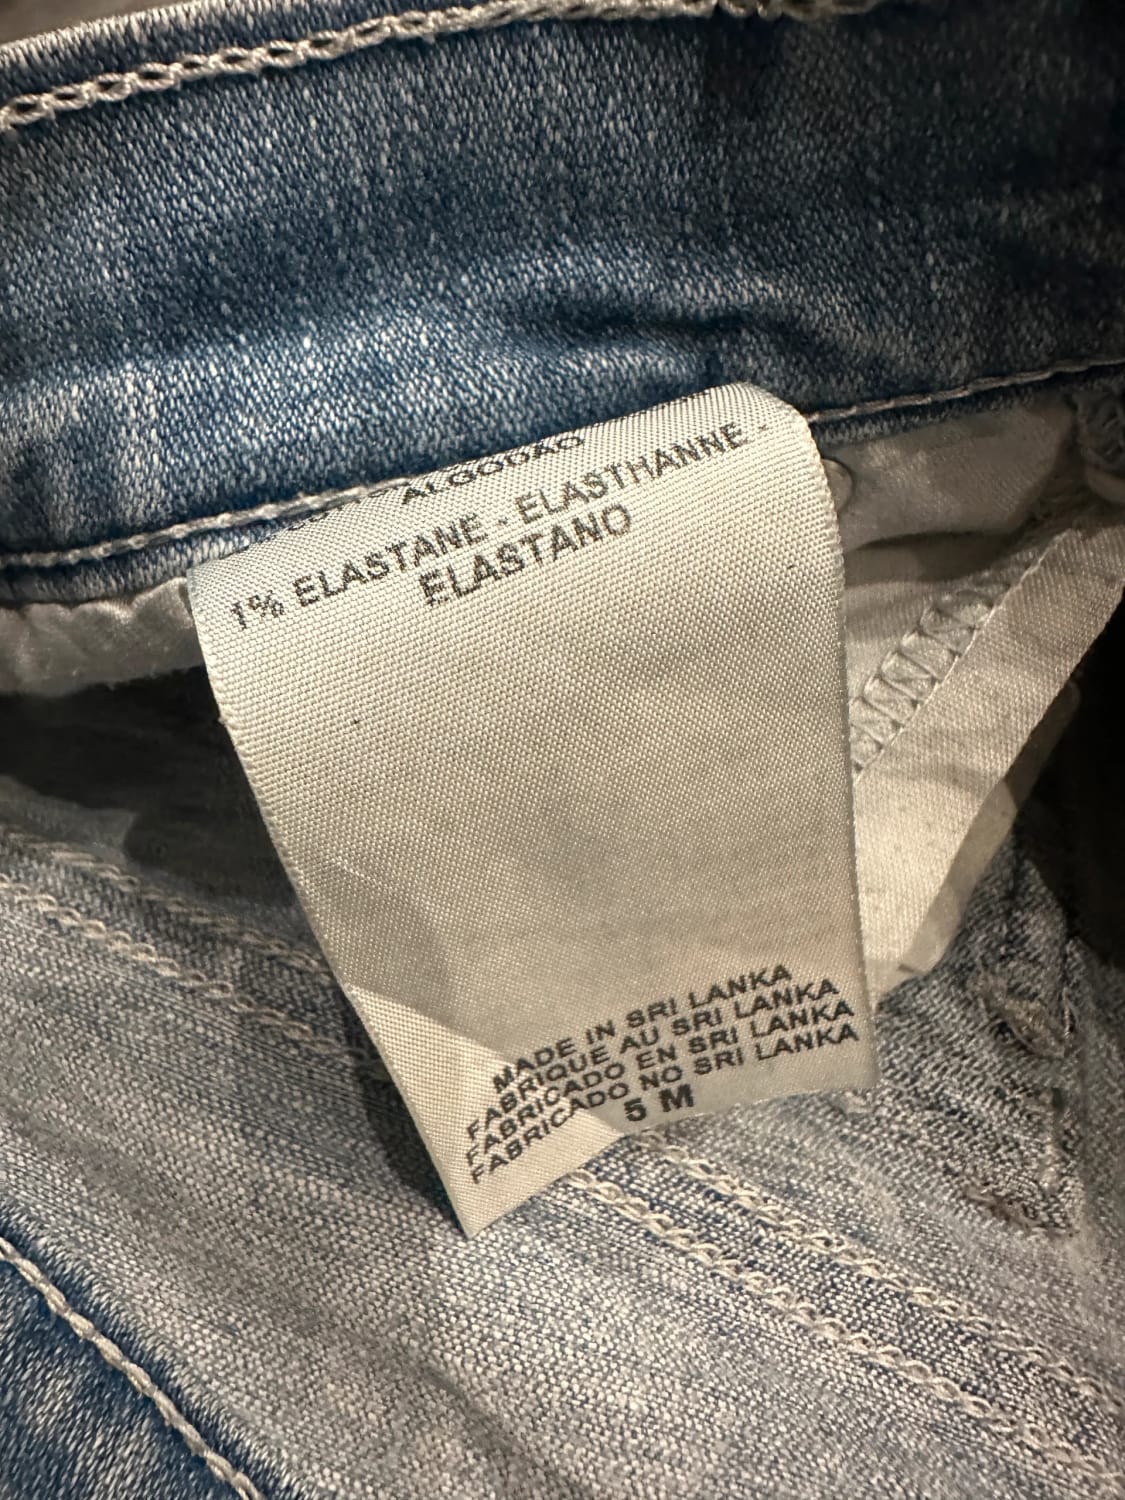 ALGODÃO
1% ELASTANE - ELASTHANNE -
ELASTANO
MADE IN SRI LANKA
FABRIQUE AU SRI LANKA
FABRICADO EN SRI LANKA
FABRICADO NO SRI LANKA
5 M